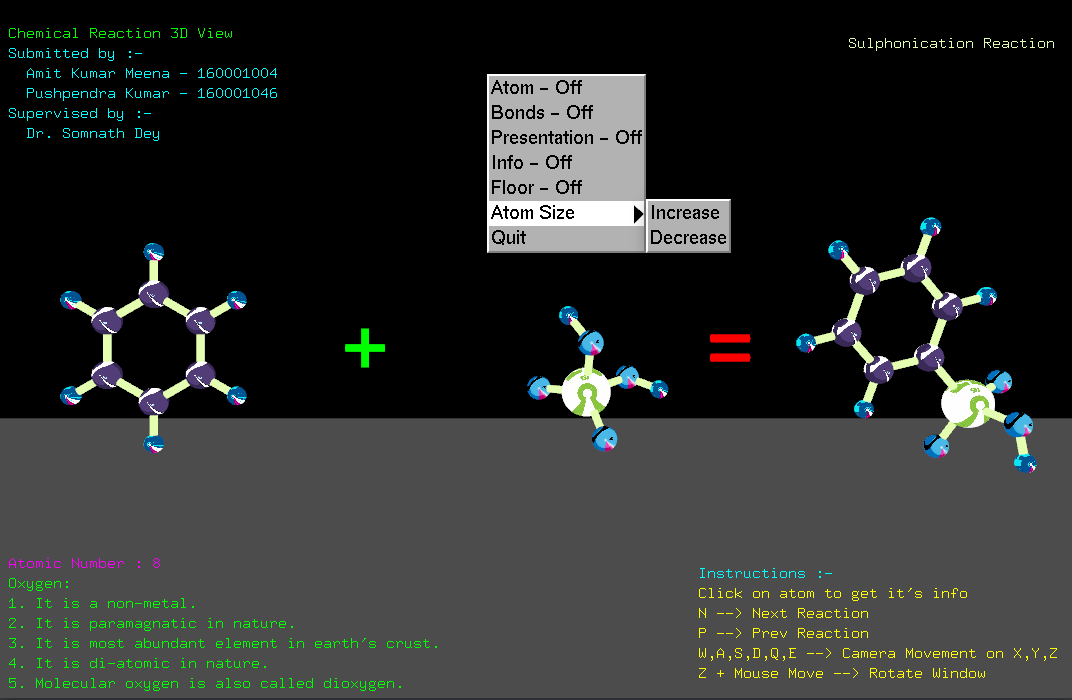 Chemical Reaction 3D View
Submitted by :-
Amit Kumar Meena - 160001004
Pushpendra Kumar - 160001046
Supervised by :-
Dr. Somnath Dey
Sulphonication Reaction
Atom - Off
Bonds - Off
Presentation - Off
Info - Off
Floor - Off
Atom Size
Quit
Increase
Decrease
+
=
Atomic Number : 8
Oxygen:
1. It is a non-metal.
2. It is paramagnatic in nature.
3. It is most abundant element in earth's crust.
4. It is di-atomic in nature.
5. Molecular oxygen is also called dioxygen.
Instructions :-
Click on atom to get it's info
N --> Next Reaction
P --> Prev Reaction
W,A,S,D,Q,E --> Camera Movement on X,Y,Z
Z + Mouse Move --> Rotate Window